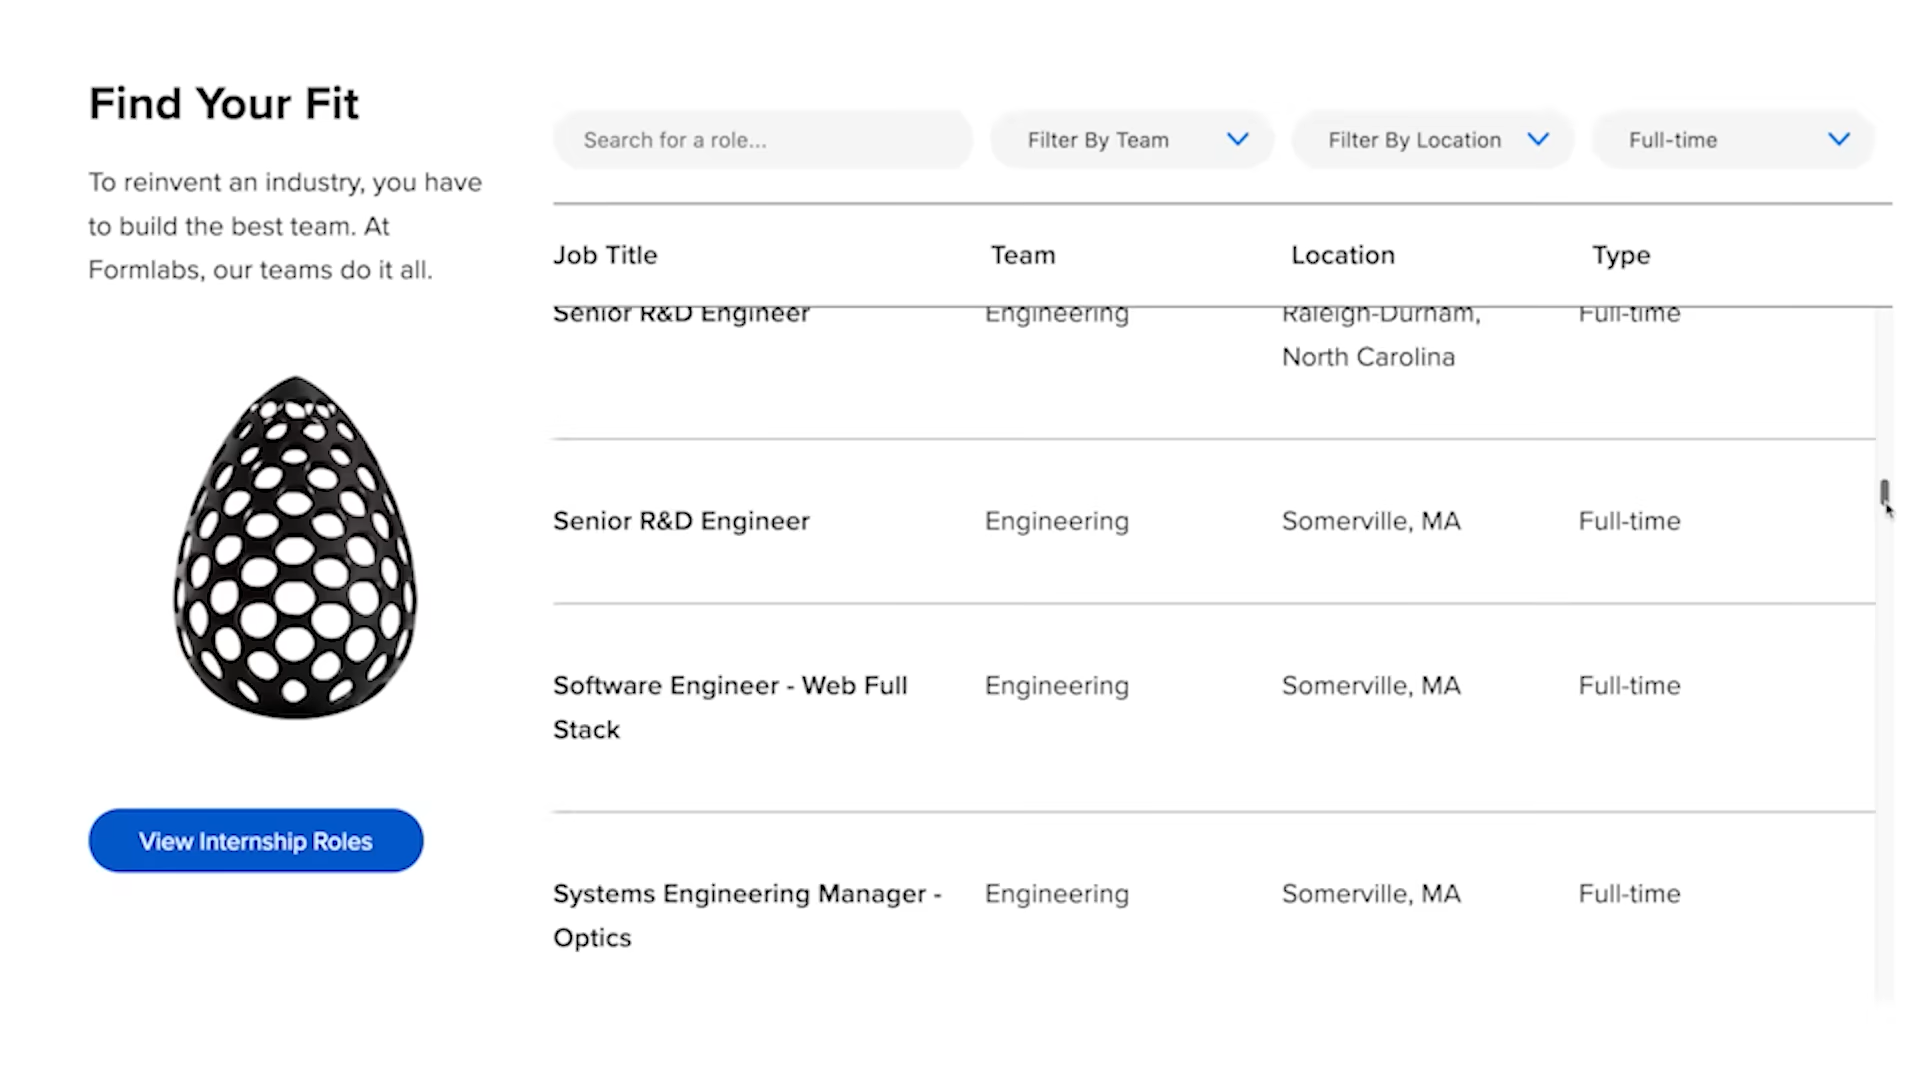 Find Your Fit
To reinvent an industry, you have
to build the best team. At
Formlabs, our teams do it all.
View Internship Roles
Search for a role...
Filter By Team
Filter By Location
Full-time
Job Title Team Location Type
Senior R&D Engineer Engineering Raleigh-Durham, Full-time
North Carolina
Senior R&D Engineer Engineering Somerville, MA Full-time
Software Engineer - Web Full Engineering Somerville, MA Full-time
Stack
Systems Engineering Manager - Engineering Somerville, MA Full-time
Optics